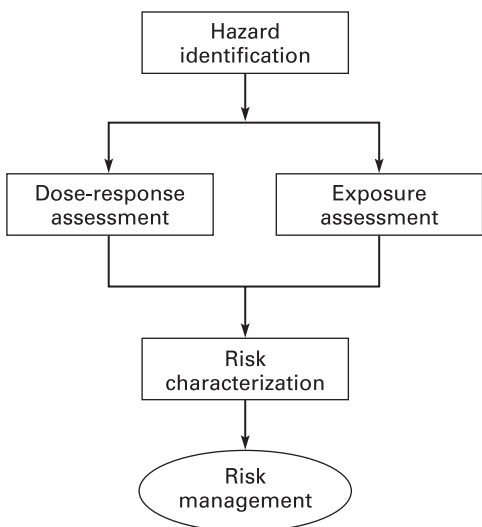 Hazard
identification
Dose-response
assessment
Exposure
assessment
Risk
characterization
Risk
management